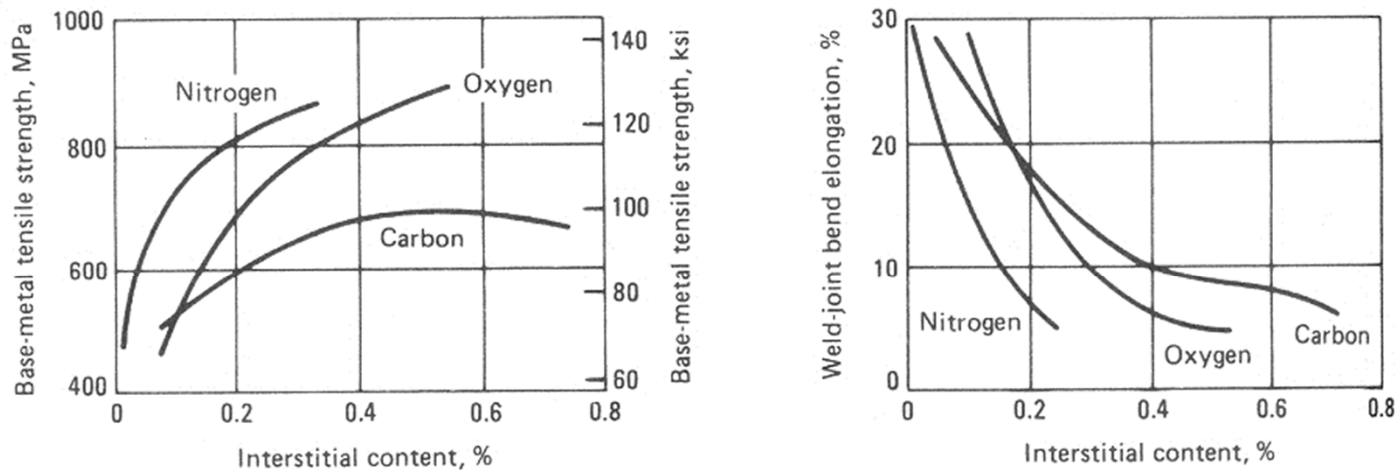 Base-metal tensile strength, MPa
1000
800
600
400
Nitrogen
Oxygen
Carbon
140
120
100
80
60
Base-metal tensile strength, ksi
0 0.2 0.4 0.6 0.8
Interstitial content, %
Weld-joint bend elongation, %
30
20
10
0
Nitrogen
Oxygen
Carbon
0 0.2 0.4 0.6 0.8
Interstitial content, %